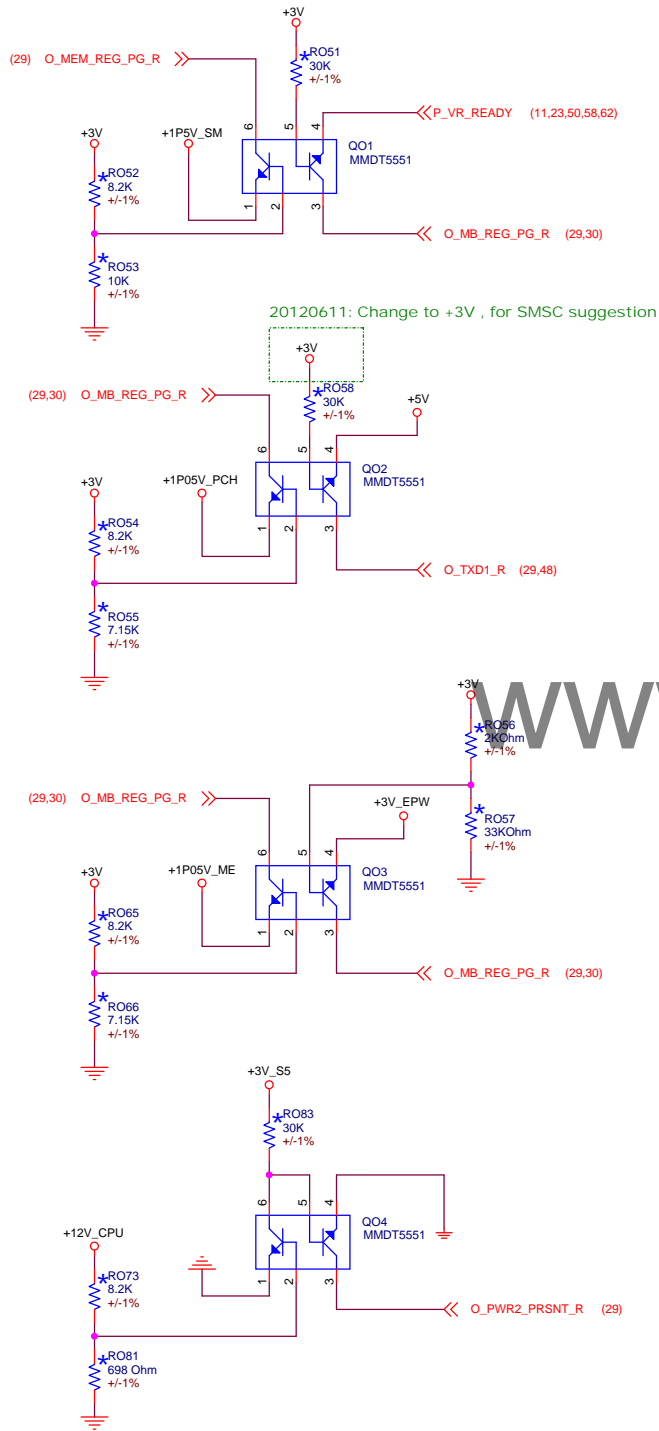 +3V
(29) O_MEM_REG_PG_R
*RO51
30K
+/-1%
P_VR_READY (11,23,50,58,62)
+3V
+1P5V_SM
6
5
4
QO1
MMDT5551
*RO52
8.2K
+/-1%
1
2
3
O_MB_REG_PG_R (29,30)
*RO53
10K
+/-1%
20120611: Change to +3V , for SMSC suggestion
+3V
(29,30) O_MB_REG_PG_R
*RO58
30K
+/-1%
+5V
+3V
+1P05V_PCH
6
5
4
QO2
MMDT5551
*RO54
8.2K
+/-1%
1
2
3
O_TXD1_R (29,48)
*RO55
7.15K
+/-1%
+3V
WWW
*RO56
2KOhm
+/-1%
(29,30) O_MB_REG_PG_R
+3V_EPW
*RO57
33KOhm
+/-1%
+3V
+1P05V_ME
6
5
4
QO3
MMDT5551
*RO65
8.2K
+/-1%
1
2
3
O_MB_REG_PG_R (29,30)
*RO66
7.15K
+/-1%
+3V_S5
*RO83
30K
+/-1%
+12V_CPU
6
5
4
QO4
MMDT5551
*RO73
8.2K
+/-1%
1
2
3
O_PWR2_PRSNT_R (29)
*RO81
698 Ohm
+/-1%